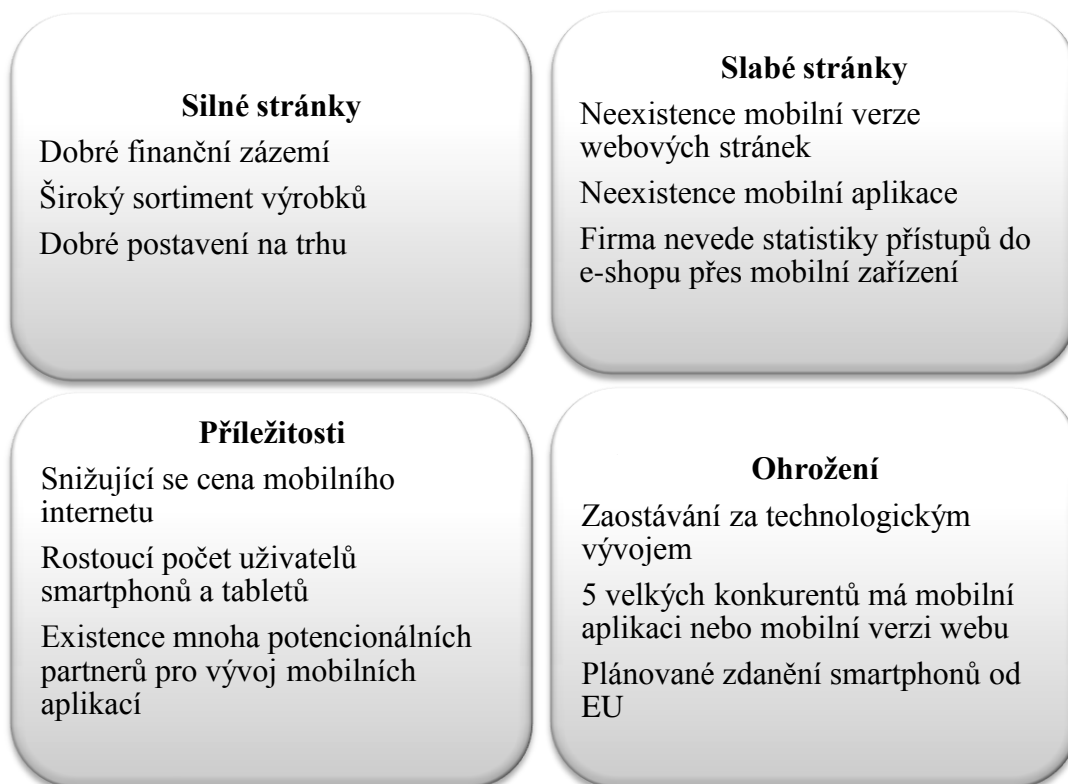 Silné stránky
Dobré finanční zázemí
Široký sortiment výrobků
Dobré postavení na trhu
Slabé stránky
Neexistence mobilní verze
webových stránek
Neexistence mobilní aplikace
Firma nevede statistiky přístupů do
e-shopu přes mobilní zařízení
Příležitosti
Snižující se cena mobilního
internetu
Rostoucí počet uživatelů
smartphonů a tabletů
Existence mnoha potencionálních
partnerů pro vývoj mobilních
aplikací
Ohrožení
Zaostávání za technologickým
vývojem
5 velkých konkurentů má mobilní
aplikaci nebo mobilní verzi webu
Plánované zdanění smartphonů od
EU